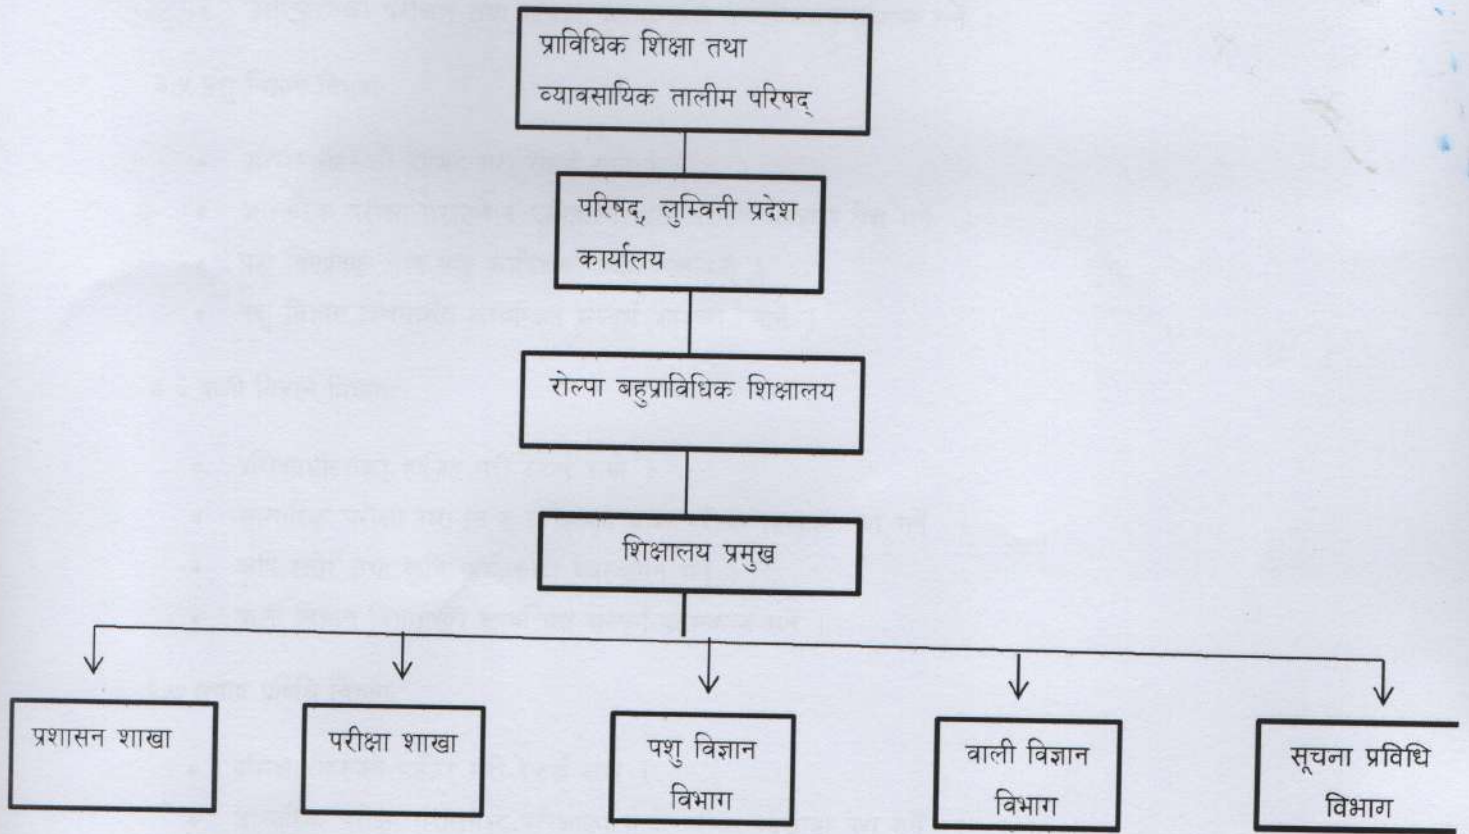 प्राविधिक शिक्षा तथा
व्यावसायिक तालीम परिषद्
परिषद्, लुम्विनी प्रदेश
कार्यालय
रोल्पा बहुप्राविधिक शिक्षालय
शिक्षालय प्रमुख
प्रशासन शाखा
परीक्षा शाखा
पशु विज्ञान
विभाग
वाली विज्ञान
विभाग
सूचना प्रविधि
विभाग